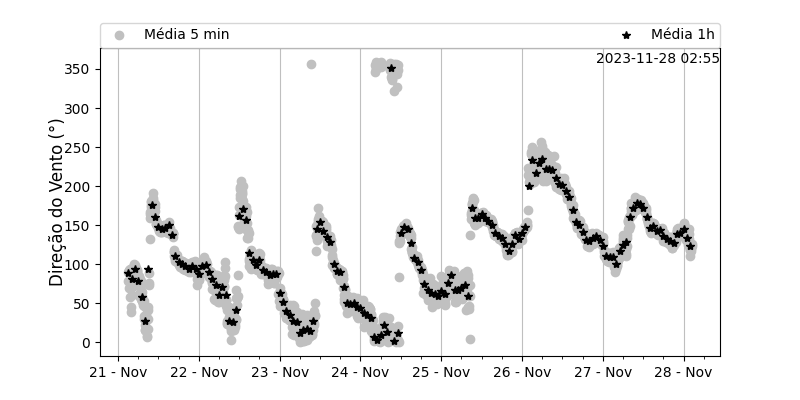 Média 5 min
Média 1h
2023-11-28 02:55
Direção do Vento (°)
350
300
250
200
150
100
50
0
21 - Nov
22 - Nov
23 - Nov
24 - Nov
25 - Nov
26 - Nov
27 - Nov
28 - Nov